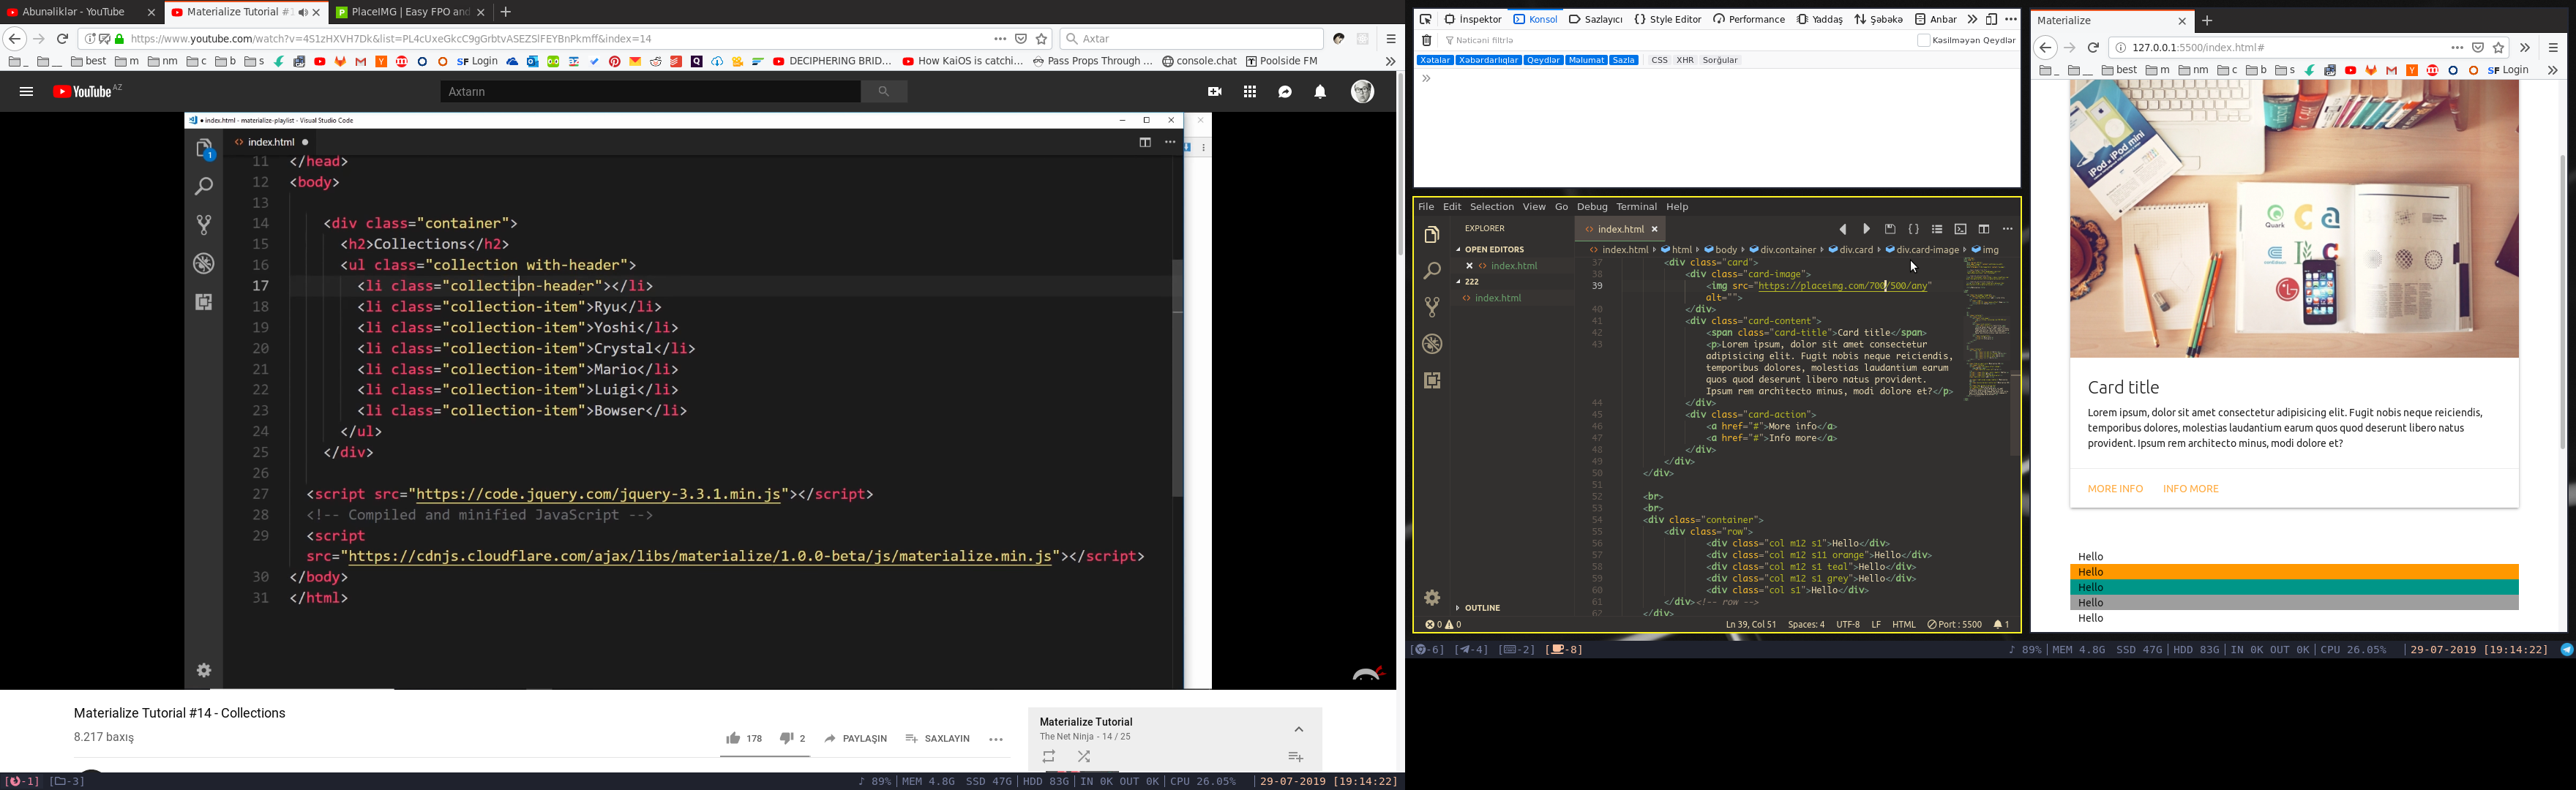 Abunəliklər - YouTube
Materialize Tutorial #1
PlaceIMG | Easy FPO and
https://www.youtube.com/watch?v=4S1zHXVH7Dk&list=PL4cUxeGkcC9gGrbtvASEZSlFEYBnPkmff&index=14
Axtar
_ __ best m nm c b s SF Login DECIPHERING BRID... How KaiOS is catchi... Pass Props Through ... console.chat Poolside FM
YouTube AZ
Axtarın
index.html - materialize-playlist - Visual Studio Code
index.html
1
11 </head>
12 <body>
13
14 <div class="container">
15 <h2>Collections</h2>
16 <ul class="collection with-header">
17 <li class="collection-header"></li>
18 <li class="collection-item">Ryu</li>
19 <li class="collection-item">Yoshi</li>
20 <li class="collection-item">Crystal</li>
21 <li class="collection-item">Mario</li>
22 <li class="collection-item">Luigi</li>
23 <li class="collection-item">Bowser</li>
24 </ul>
25 </div>
26
27 <script src="https://code.jquery.com/jquery-3.3.1.min.js"></script>
28 <!-- Compiled and minified JavaScript -->
29 <script
src="https://cdnjs.cloudflare.com/ajax/libs/materialize/1.0.0-beta/js/materialize.min.js"></script>
30 </body>
31 </html>
Materialize Tutorial #14 - Collections
8.217 baxış
178 2 PAYLAŞIN SAXLAYIN
Materialize Tutorial
The Net Ninja - 14 / 25
[-1] [-3]
89% | MEM 4.8G SSD 47G | HDD 83G | IN 0K OUT 0K | CPU 26.05% | 29-07-2019 [19:14:22]
İnspektor Konsol Sazlayıcı Style Editor Performance Yaddaş Şəbəkə Anbar
Nəticəni filtrlə
Kəsilməyən Qeydlər
Xətalar Xəbərdarlıqlar Qeydlər Məlumat Sazla CSS XHR Sorğular
File Edit Selection View Go Debug Terminal Help
EXPLORER
OPEN EDITORS
index.html
222
index.html
OUTLINE
index.html
index.html html body div.container div.card div.card-image img
37 <div class="card">
38 <div class="card-image">
39 <img src="https://placeimg.com/700/500/any"
alt="">
40 </div>
41 <div class="card-content">
42 <span class="card-title">Card title</span>
43 <p>Lorem ipsum, dolor sit amet consectetur
adipisicing elit. Fugit nobis neque reiciendis,
temporibus dolores, molestias laudantium earum
quos quod deserunt libero natus provident.
Ipsum rem architecto minus, modi dolore et?</p>
44 </div>
45 <div class="card-action">
46 <a href="#">More info</a>
47 <a href="#">Info more</a>
48 </div>
49 </div>
50 </div>
51
52 <br>
53 <br>
54 <div class="container">
55 <div class="row">
56 <div class="col m12 s1">Hello</div>
57 <div class="col m12 s11 orange">Hello</div>
58 <div class="col m12 s1 teal">Hello</div>
59 <div class="col m12 s1 grey">Hello</div>
60 <div class="col s1">Hello</div>
61 </div><!-- row -->
62 </div>
0 0
Ln 39, Col 51 Spaces: 4 UTF-8 LF HTML Port : 5500 1
[-6] [-4] [-2] [-8]
89% | MEM 4.8G SSD 47G | HDD 83G | IN 0K OUT 0K | CPU 26.05% | 29-07-2019 [19:14:22]
Materialize
127.0.0.1:5500/index.html#
_ __ best m nm c b s SF Login
iPod. iPod mini
Quark
Card title
Lorem ipsum, dolor sit amet consectetur adipisicing elit. Fugit nobis neque reiciendis,
temporibus dolores, molestias laudantium earum quos quod deserunt libero natus
provident. Ipsum rem architecto minus, modi dolore et?
MORE INFO INFO MORE
Hello
Hello
Hello
Hello
Hello